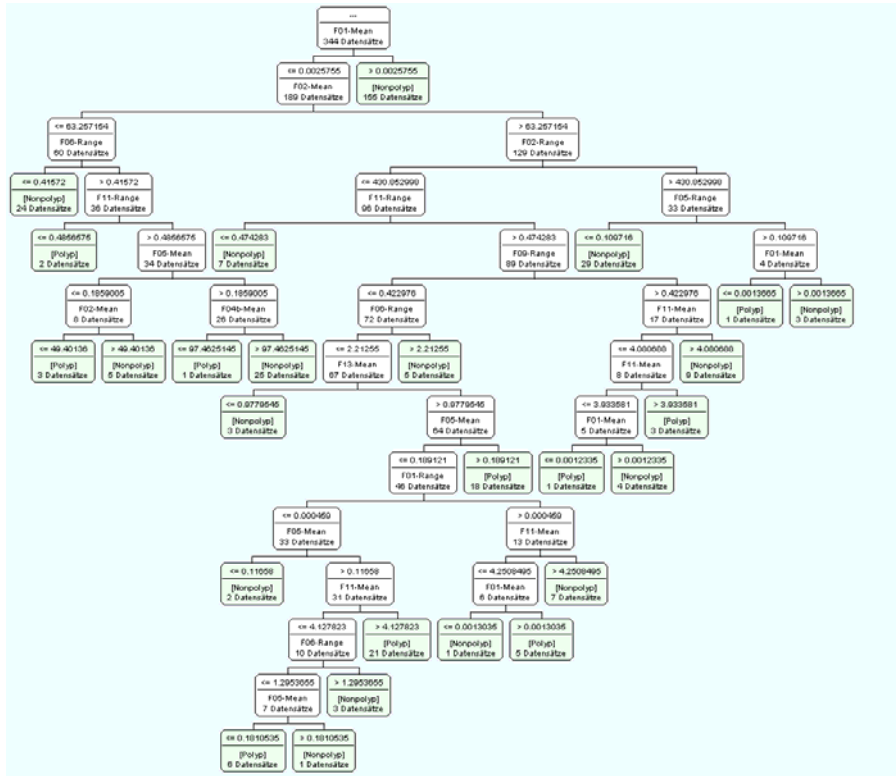 ...
F01-Mean
344 Datensätze
<= 0.0025755
F02-Mean
189 Datensätze
> 0.0025755
[Nonpolyp]
155 Datensätze
<= 63.257154
F06-Range
60 Datensätze
> 63.257154
F02-Range
129 Datensätze
<= 0.41572
[Nonpolyp]
24 Datensätze
> 0.41572
F11-Range
36 Datensätze
<= 430.852998
F11-Range
96 Datensätze
> 430.852998
F05-Range
33 Datensätze
<= 0.4856575
[Polyp]
2 Datensätze
> 0.4856575
F05-Mean
34 Datensätze
<= 0.474283
[Nonpolyp]
7 Datensätze
> 0.474283
F09-Range
89 Datensätze
<= 0.109716
[Nonpolyp]
29 Datensätze
> 0.109716
F01-Mean
4 Datensätze
<= 0.1859005
F02-Mean
8 Datensätze
> 0.1859005
F04b-Mean
26 Datensätze
<= 0.422976
F06-Range
72 Datensätze
> 0.422976
F11-Mean
17 Datensätze
<= 0.0013665
[Polyp]
1 Datensätze
> 0.0013665
[Nonpolyp]
3 Datensätze
<= 49.40136
[Polyp]
3 Datensätze
> 49.40136
[Nonpolyp]
5 Datensätze
<= 97.4625145
[Polyp]
1 Datensätze
> 97.4625145
[Nonpolyp]
25 Datensätze
<= 2.21255
F13-Mean
67 Datensätze
> 2.21255
[Nonpolyp]
5 Datensätze
<= 4.080688
F11-Mean
8 Datensätze
> 4.080688
[Nonpolyp]
9 Datensätze
<= 0.9779545
[Nonpolyp]
3 Datensätze
> 0.9779545
F05-Mean
64 Datensätze
<= 3.933581
F01-Mean
5 Datensätze
> 3.933581
[Polyp]
3 Datensätze
<= 0.189121
F01-Range
46 Datensätze
> 0.189121
[Polyp]
18 Datensätze
<= 0.0012335
[Polyp]
1 Datensätze
> 0.0012335
[Nonpolyp]
4 Datensätze
<= 0.000459
F05-Mean
33 Datensätze
> 0.000459
F11-Mean
13 Datensätze
<= 0.11658
[Nonpolyp]
2 Datensätze
> 0.11658
F11-Mean
31 Datensätze
<= 4.2508495
F01-Mean
6 Datensätze
> 4.2508495
[Nonpolyp]
7 Datensätze
<= 4.127823
F06-Range
10 Datensätze
> 4.127823
[Polyp]
21 Datensätze
<= 0.0013035
[Nonpolyp]
1 Datensätze
> 0.0013035
[Polyp]
5 Datensätze
<= 1.2953655
F05-Mean
7 Datensätze
> 1.2953655
[Nonpolyp]
3 Datensätze
<= 0.1810535
[Polyp]
6 Datensätze
> 0.1810535
[Nonpolyp]
1 Datensätze